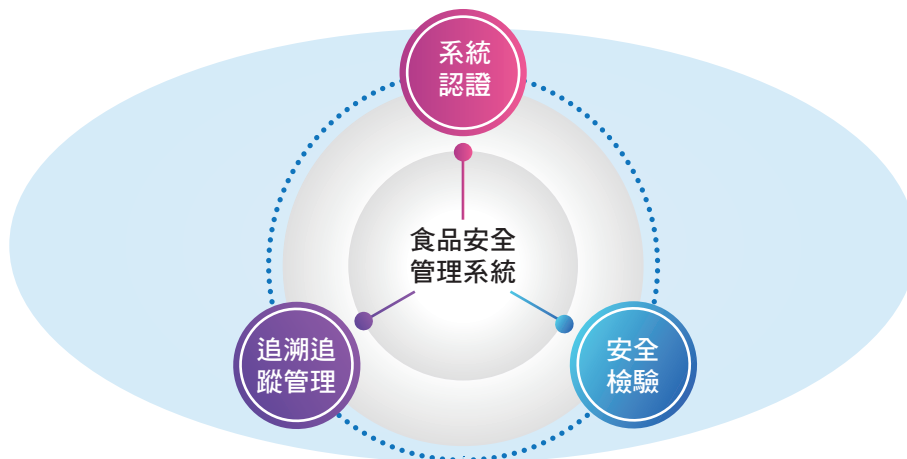 系統
認證
食品安全
管理系統
追溯追
蹤管理
安全
檢驗